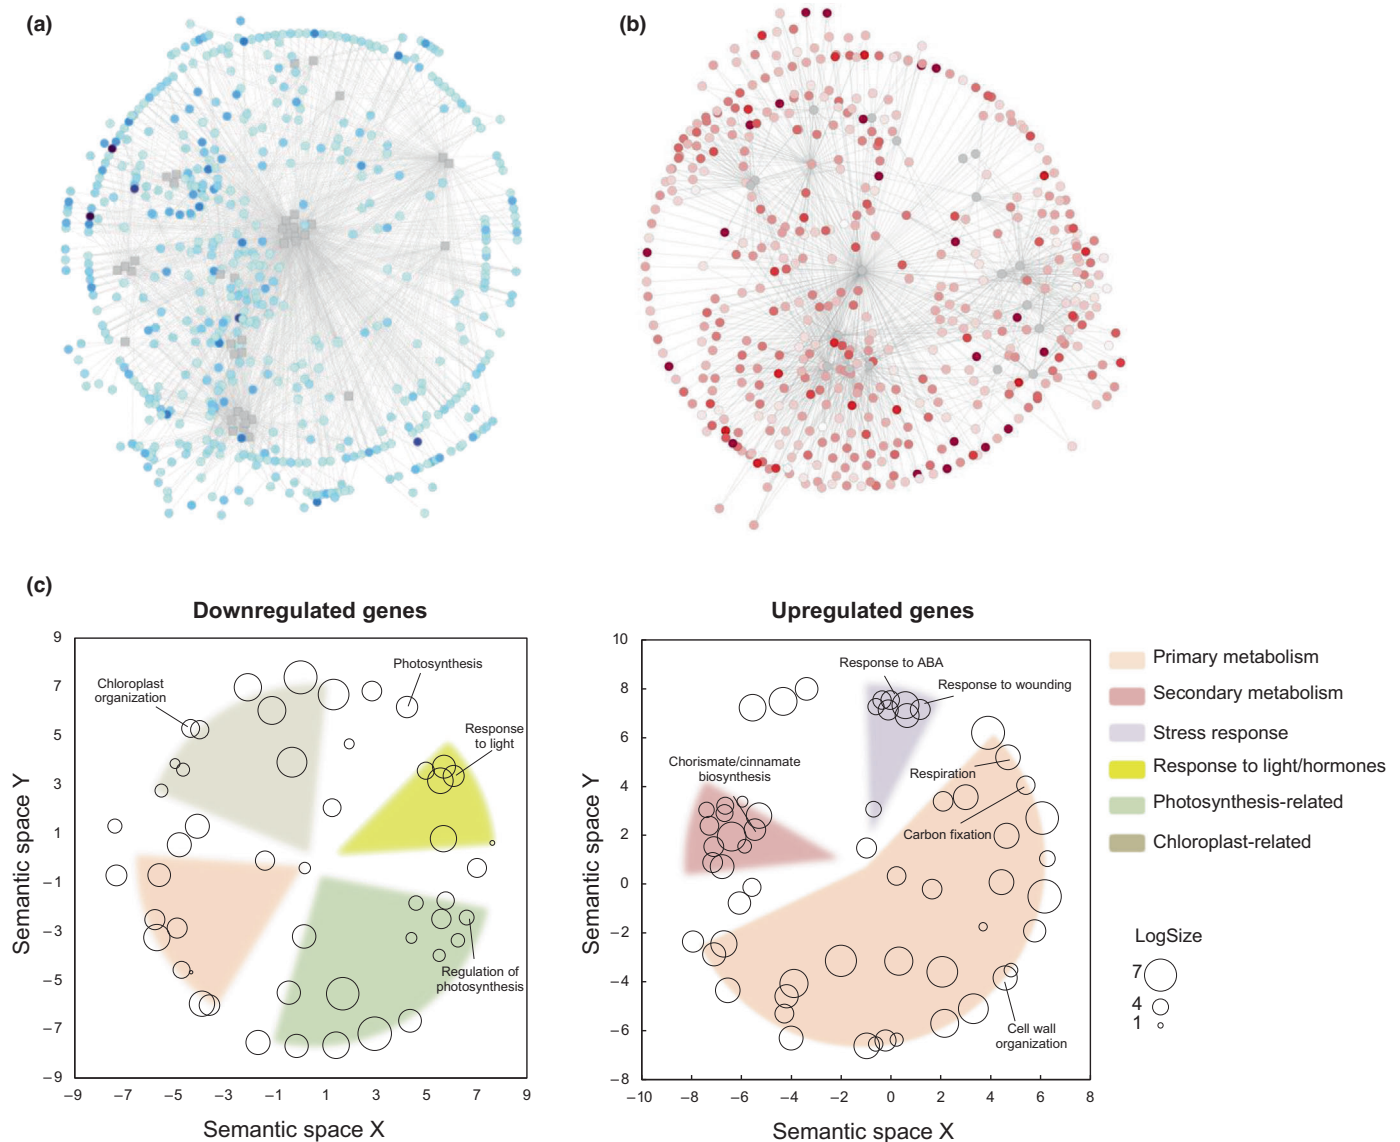 (a)
(b)
(c)
Downregulated genes
Upregulated genes
9
7
5
3
1
−1
−3
−5
−7
−9
−9
−7
−5
−3
−1
1
3
5
7
9
Semantic space Y
Semantic space X
Chloroplast
organization
Photosynthesis
Response
to light
Regulation of
photosynthesis
10
8
6
4
2
0
−2
−4
−6
−8
−10
−8
−6
−4
−2
0
2
4
6
8
Semantic space Y
Semantic space X
Response to ABA
Response to wounding
Chorismate/cinnamate
biosynthesis
Respiration
Carbon fixation
Cell wall
organization
Primary metabolism
Secondary metabolism
Stress response
Response to light/hormones
Photosynthesis-related
Chloroplast-related
LogSize
7
4
1